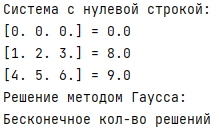 Система с нулевой строкой:
[0. 0. 0.] = 0.0
[1. 2. 3.] = 8.0
[4. 5. 6.] = 9.0
Решение методом Гаусса:
Бесконечное кол-во решений